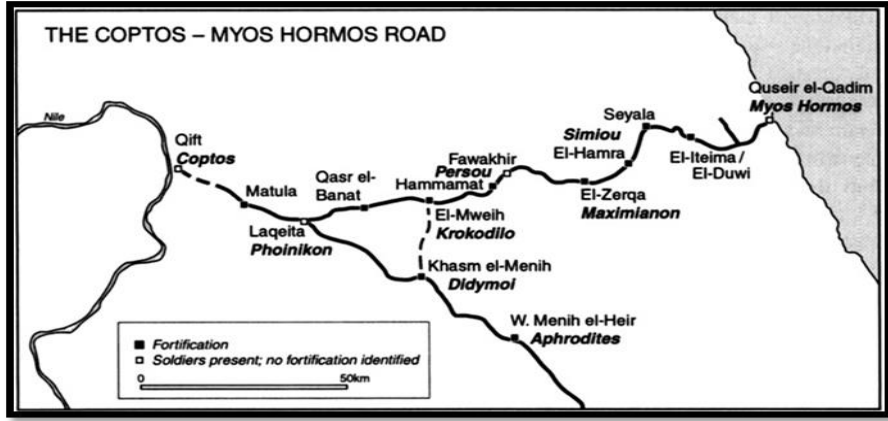 THE COPTOS – MYOS HORMOS ROAD
Nile
Qift
Coptos
Matula
Laqeita
Phoinikon
Qasr el-
Banat
Hammamat
El-Mweih
Krokodilo
Khasm el-Menih
Didymoi
W. Menih el-Heir
Aphrodites
Fawakhir
Persou
El-Zerqa
Maximianon
Simiou
El-Hamra
Seyala
El-Iteima /
El-Duwi
Quseir el-Qadim
Myos Hormos
Fortification
Soldiers present; no fortification identified
0 50km